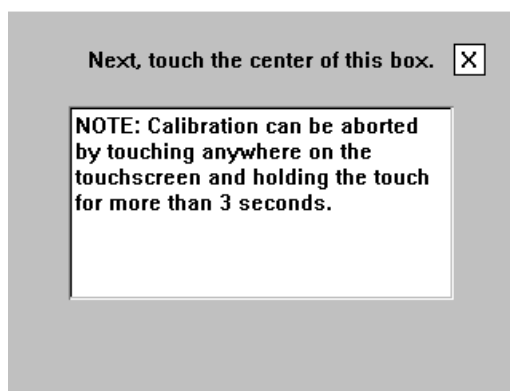 Next, touch the center of this box. X
NOTE: Calibration can be aborted
by touching anywhere on the
touchscreen and holding the touch
for more than 3 seconds.